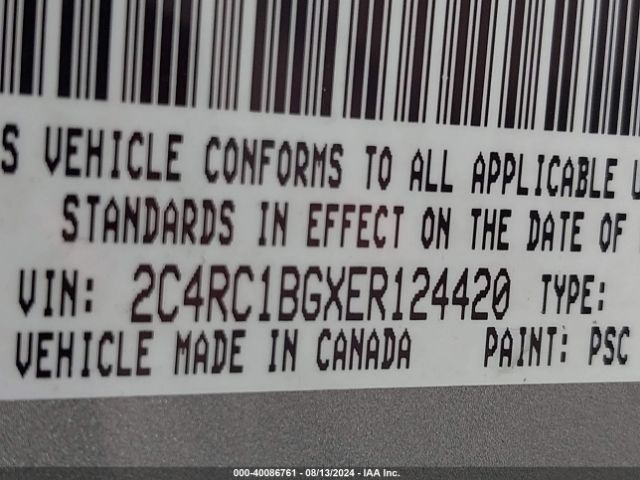 S VEHICLE CONFORMS TO ALL APPLICABLE
STANDARDS IN EFFECT ON THE DATE OF
VIN: 2C4RC1BGXER124420 TYPE:
VEHICLE MADE IN CANADA PAINT: PSC
000-40086761 - 08/13/2024 - IAA Inc.